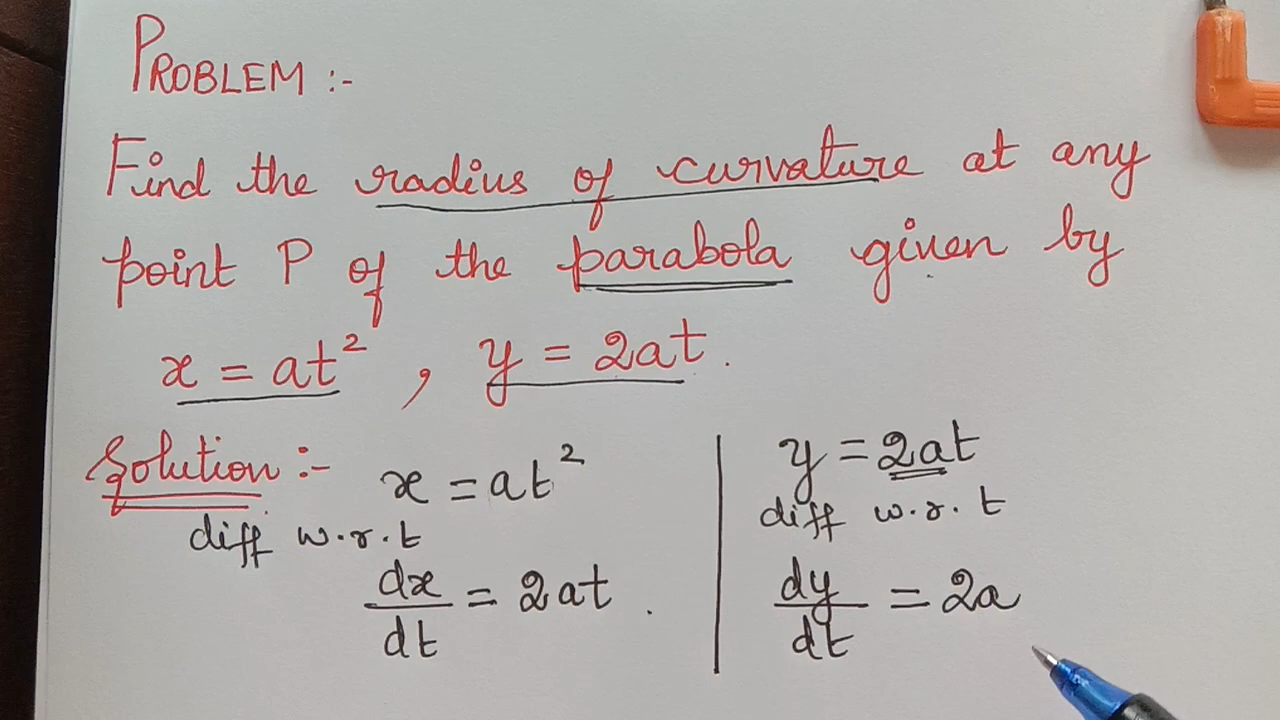 PROBLEM :-
Find the radius of curvature at any
point P of the parabola given by
x = at², y = 2at.
Solution :- x = at²
diff w.r.t
dx/dt = 2at.
y = 2at
diff w.r.t
dy/dt = 2a